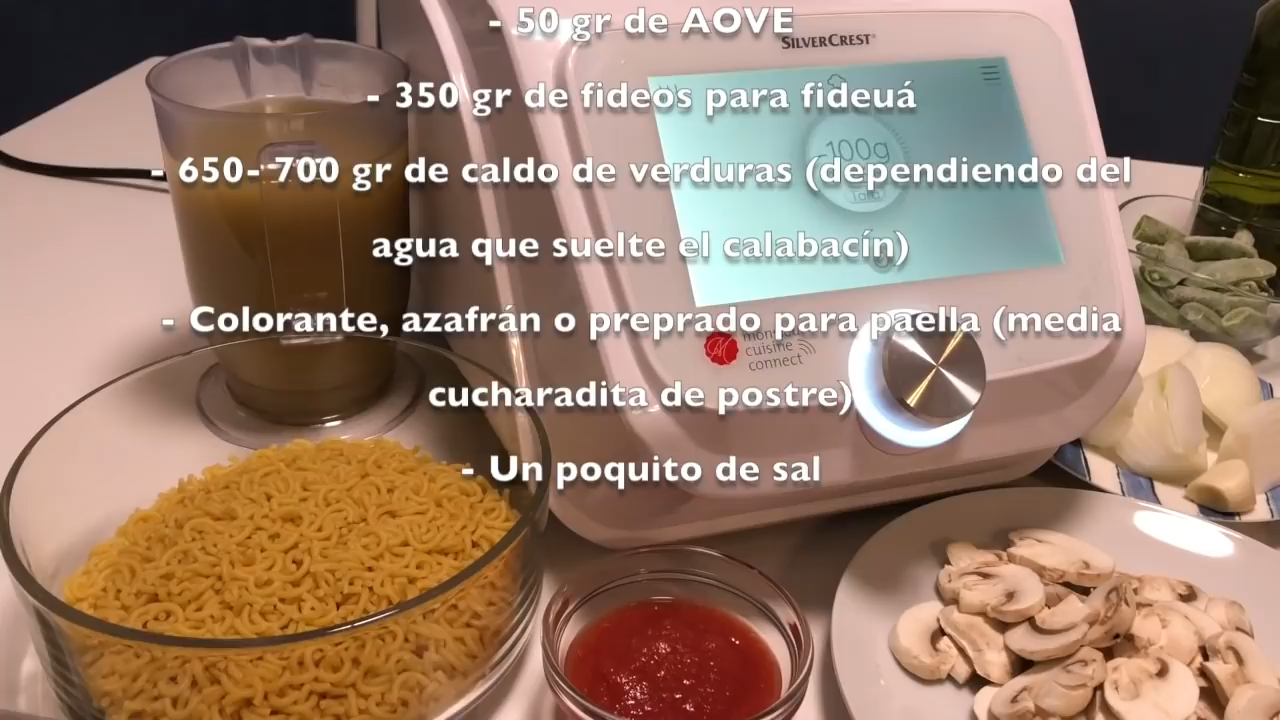 - 50 gr de AOVE
SILVERCREST
- 350 gr de fideos para fideuá
100g
- 650- 700 gr de caldo de verduras (dependiendo del
agua que suelte el calabacín)
- Colorante, azafrán o preprado para paella (media
monsieur
cuisine
connect
cucharadita de postre)
- Un poquito de sal